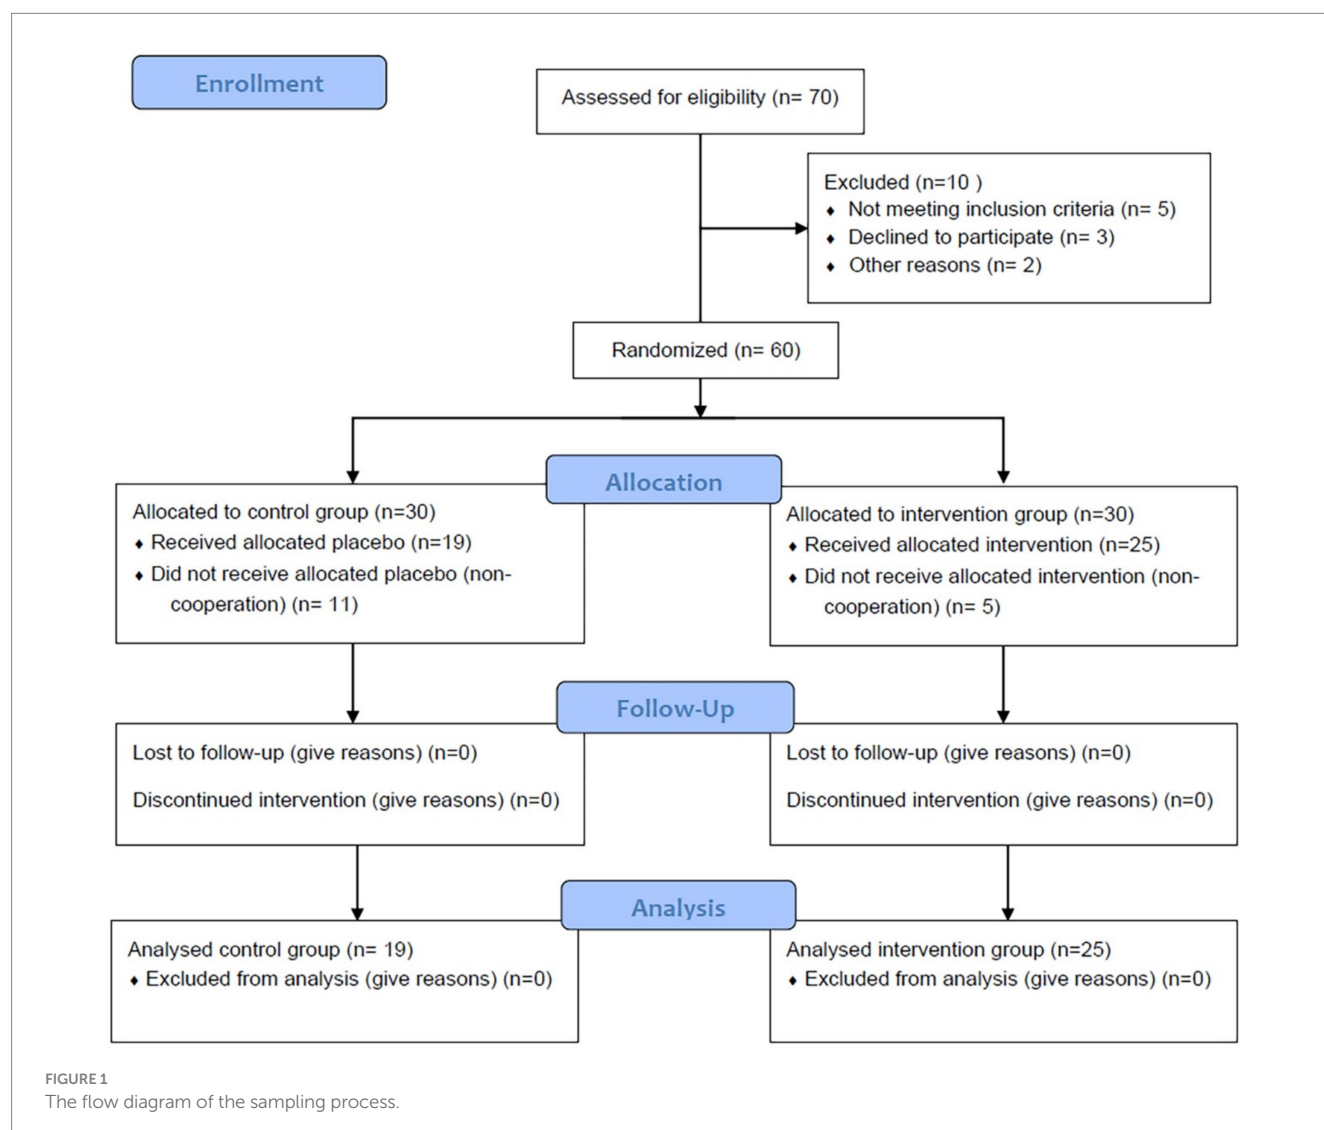 Enrollment
Assessed for eligibility (n= 70)
Excluded (n=10 )
♦ Not meeting inclusion criteria (n= 5)
♦ Declined to participate (n= 3)
♦ Other reasons (n= 2)
Randomized (n= 60)
Allocation
Allocated to control group (n=30)
♦ Received allocated placebo (n=19)
♦ Did not receive allocated placebo (non-
cooperation) (n= 11)
Allocated to intervention group (n=30)
♦ Received allocated intervention (n=25)
♦ Did not receive allocated intervention (non-
cooperation) (n= 5)
Follow-Up
Lost to follow-up (give reasons) (n=0)
Discontinued intervention (give reasons) (n=0)
Lost to follow-up (give reasons) (n=0)
Discontinued intervention (give reasons) (n=0)
Analysis
Analysed control group (n= 19)
♦ Excluded from analysis (give reasons) (n=0)
Analysed intervention group (n=25)
♦ Excluded from analysis (give reasons) (n=0)
FIGURE 1
The flow diagram of the sampling process.